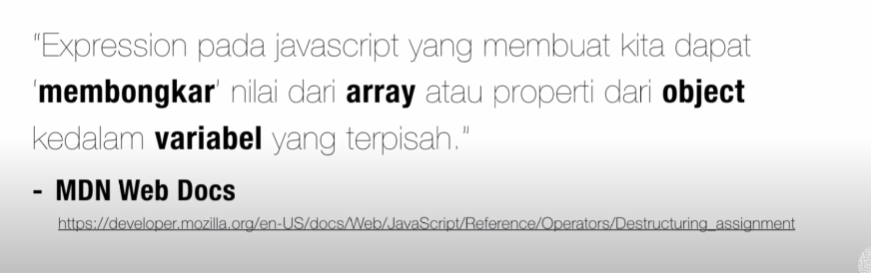 "Expression pada javascript yang membuat kita dapat
'membongkar' nilai dari array atau properti dari object
kedalam variabel yang terpisah."
- MDN Web Docs
https://developer.mozilla.org/en-US/docs/Web/JavaScript/Reference/Operators/Destructuring_assignment